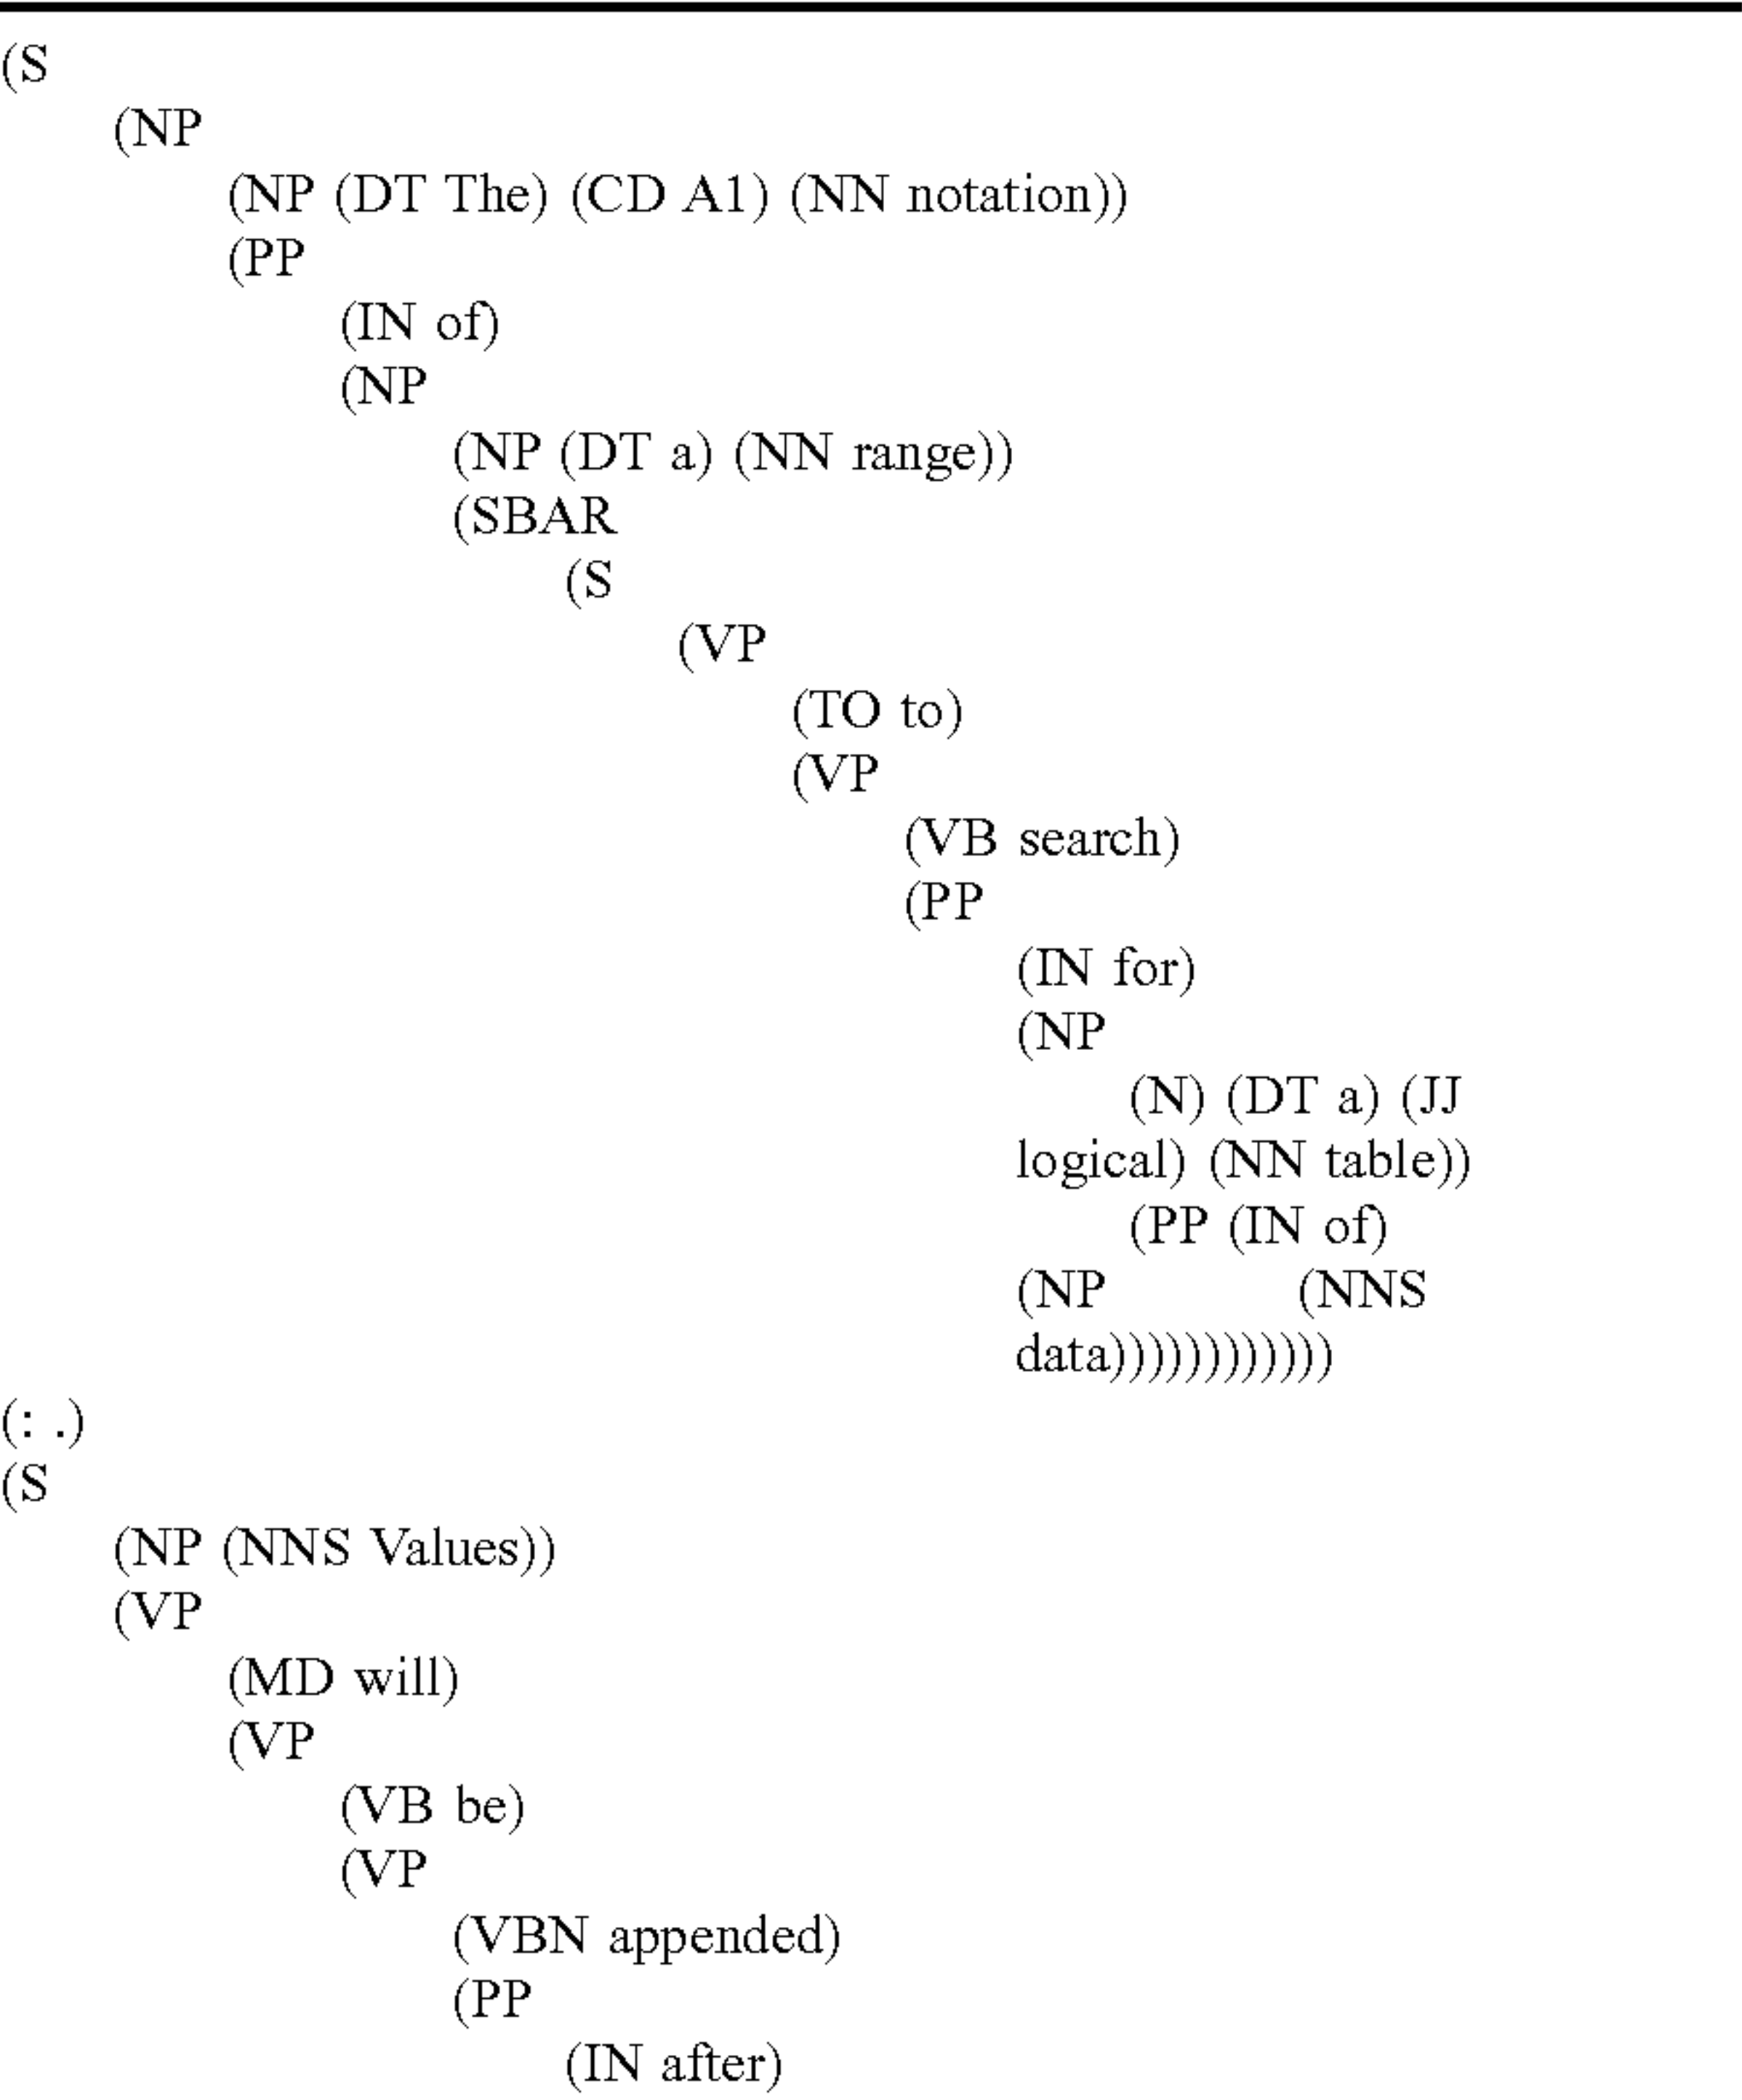 (S
(NP
(NP (DT The) (CD A1) (NN notation))
(PP
(IN of)
(NP
(NP (DT a) (NN range))
(SBAR
(S
(VP
(TO to)
(VP
(VB search)
(PP
(IN for)
(NP
(N) (DT a) (JJ
logical) (NN table))
(PP (IN of)
(NP (NNS
data))))))))))))
(: .)
(S
(NP (NNS Values))
(VP
(MD will)
(VP
(VB be)
(VP
(VBN appended)
(PP
(IN after)